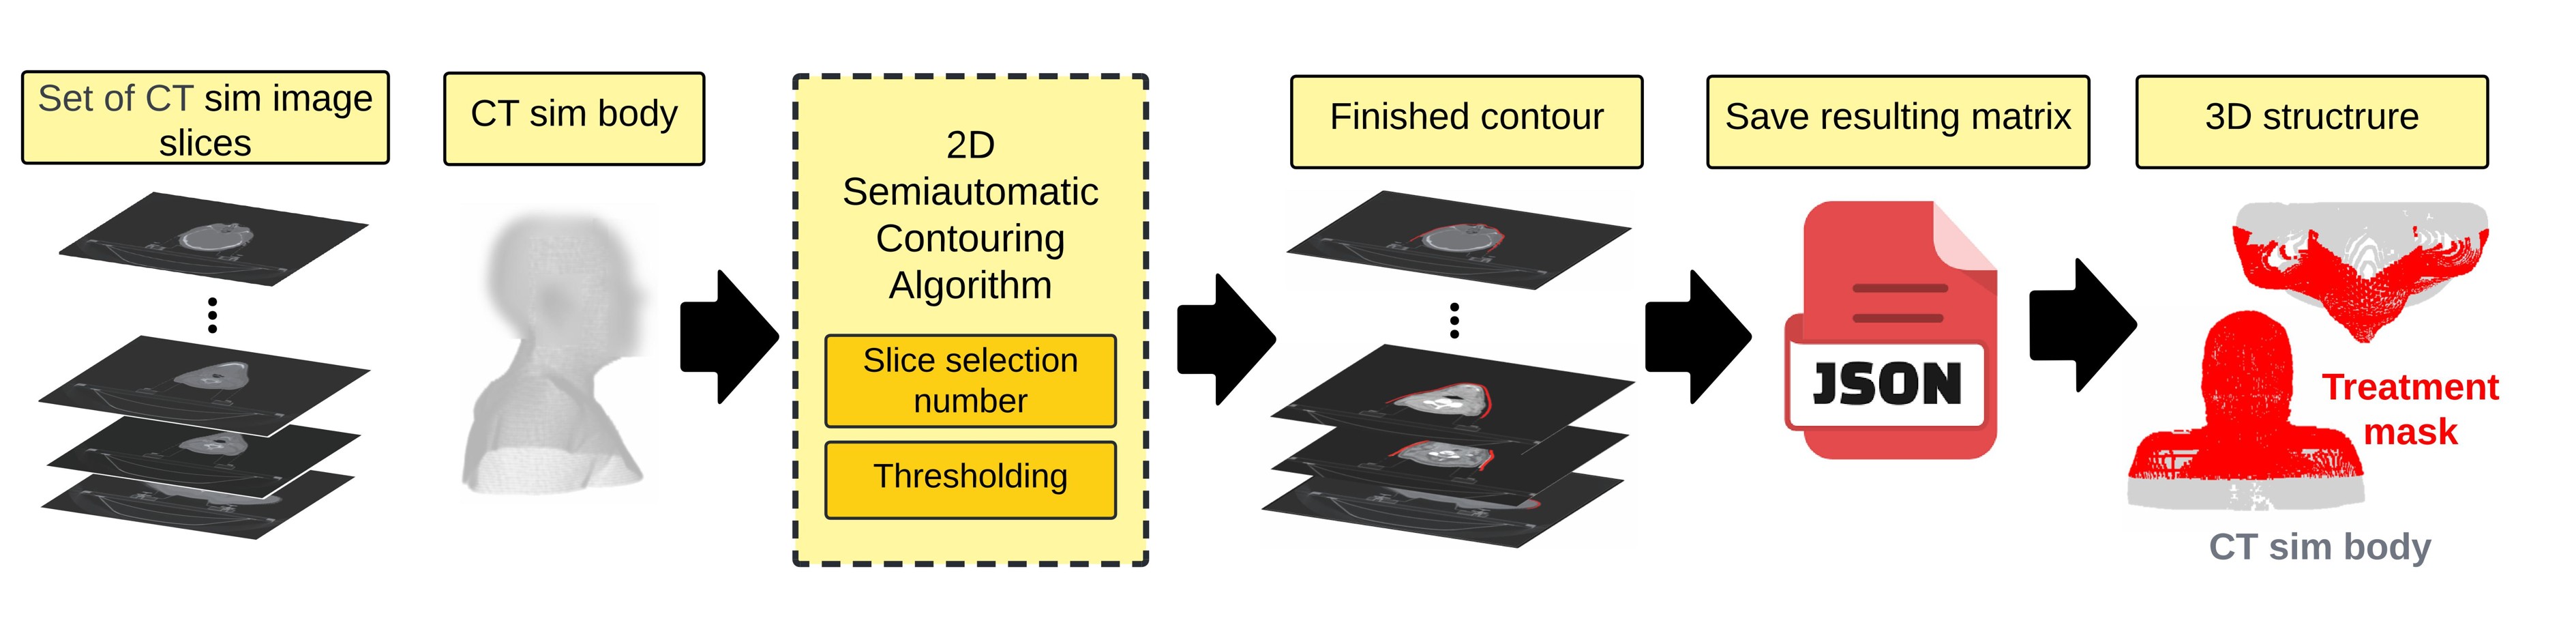 Set of CT sim image
slices
CT sim body
2D
Semiautomatic
Contouring
Algorithm
Slice selection
number
Thresholding
Finished contour
Save resulting matrix
JSON
3D structrure
Treatment
mask
CT sim body